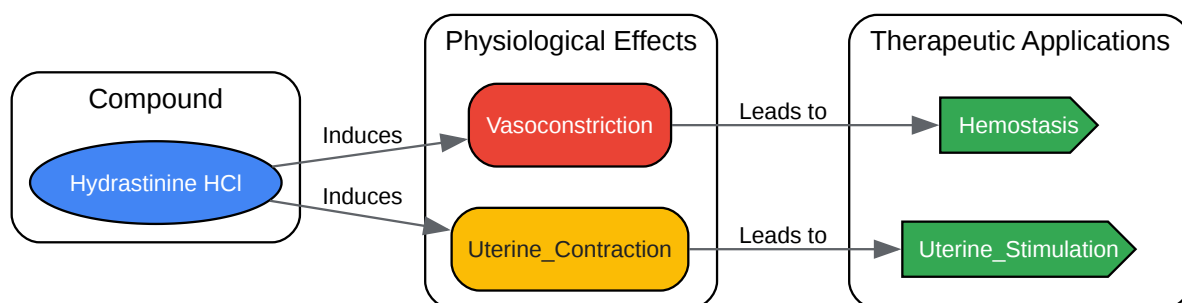 Compound
Hydrastinine HCl
Induces
Induces
Physiological Effects
Vasoconstriction
Uterine_Contraction
Leads to
Leads to
Therapeutic Applications
Hemostasis
Uterine_Stimulation